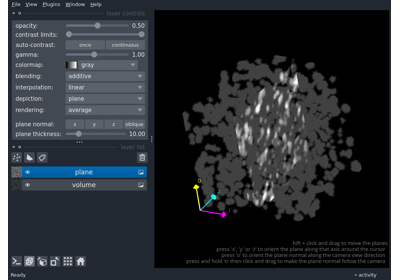 File View Plugins Window Help
layer controls
opacity: 0.50
contrast limits:
auto-contrast: once continuous
gamma: 1.00
colormap: gray
blending: additive
interpolation: linear
depiction: plane
rendering: average
plane normal: x y z oblique
plane thickness: 10.00
layer list
plane
volume
shift + click and drag to move the planes
press 'x', 'y' or 'z' to orient the plane along that axis around the cursor
press 'o' to orient the plane normal along the camera view direction
press and hold 'o' then click and drag to make the plane normal follow the camera
Ready activity